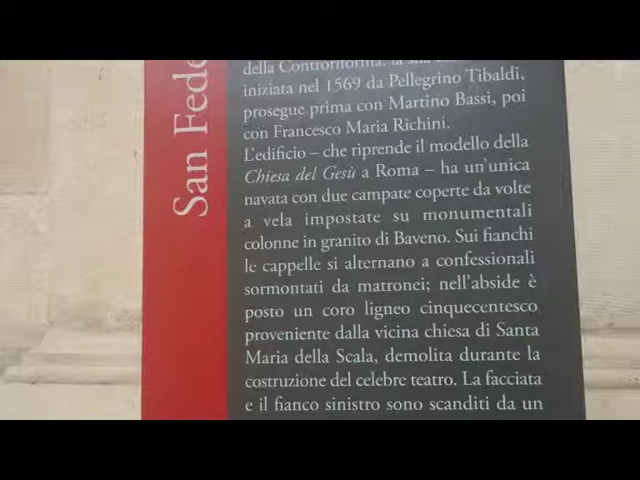 San Fede
della Controriforma. la sua
iniziata nel 1569 da Pellegrino Tibaldi,
prosegue prima con Martino Bassi, poi
con Francesco Maria Richini.
L'edificio – che riprende il modello della
Chiesa del Gesù a Roma – ha un'unica
navata con due campate coperte da volte
a vela impostate su monumentali
colonne in granito di Baveno. Sui fianchi
le cappelle si alternano a confessionali
sormontati da matronei; nell'abside è
posto un coro ligneo cinquecentesco
proveniente dalla vicina chiesa di Santa
Maria della Scala, demolita durante la
costruzione del celebre teatro. La facciata
e il fianco sinistro sono scanditi da un